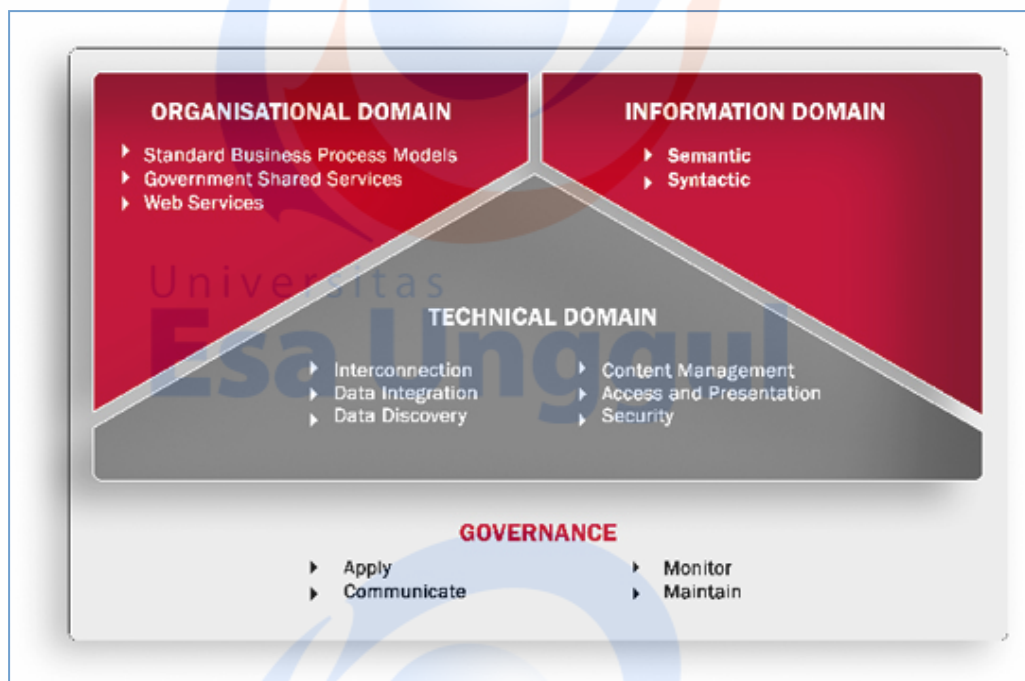 ORGANISATIONAL DOMAIN
Standard Business Process Models
Government Shared Services
Web Services
INFORMATION DOMAIN
Semantic
Syntactic
Universitas
Esa Unggul
TECHNICAL DOMAIN
Interconnection
Data Integration
Data Discovery
Content Management
Access and Presentation
Security
GOVERNANCE
Apply
Communicate
Monitor
Maintain